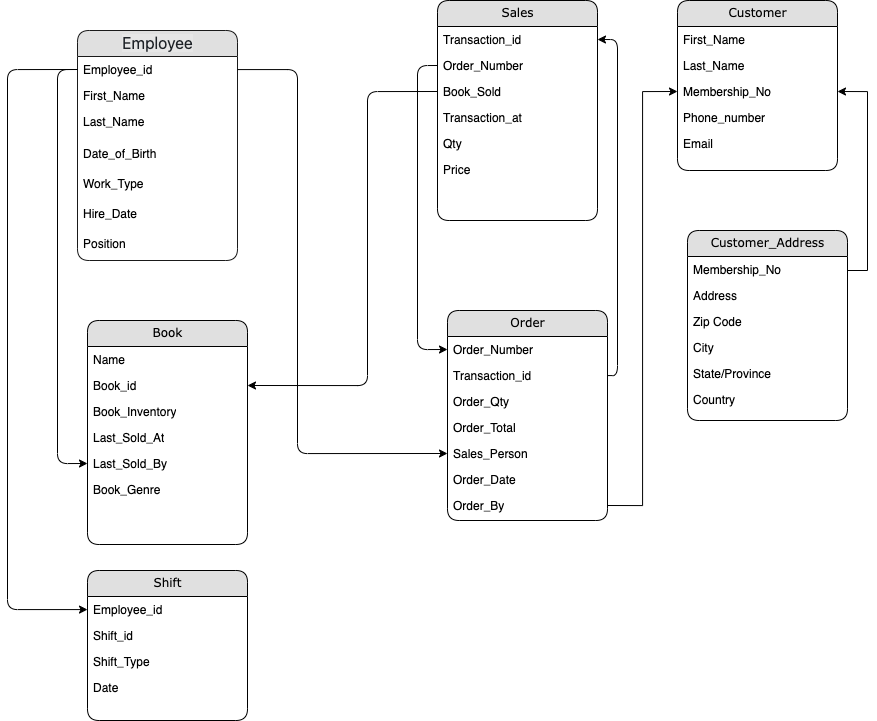 Employee
Employee_id
First_Name
Last_Name
Date_of_Birth
Work_Type
Hire_Date
Position
Sales
Transaction_id
Order_Number
Book_Sold
Transaction_at
Qty
Price
Customer
First_Name
Last_Name
Membership_No
Phone_number
Email
Customer_Address
Membership_No
Address
Zip Code
City
State/Province
Country
Book
Name
Book_id
Book_Inventory
Last_Sold_At
Last_Sold_By
Book_Genre
Order
Order_Number
Transaction_id
Order_Qty
Order_Total
Sales_Person
Order_Date
Order_By
Shift
Employee_id
Shift_id
Shift_Type
Date